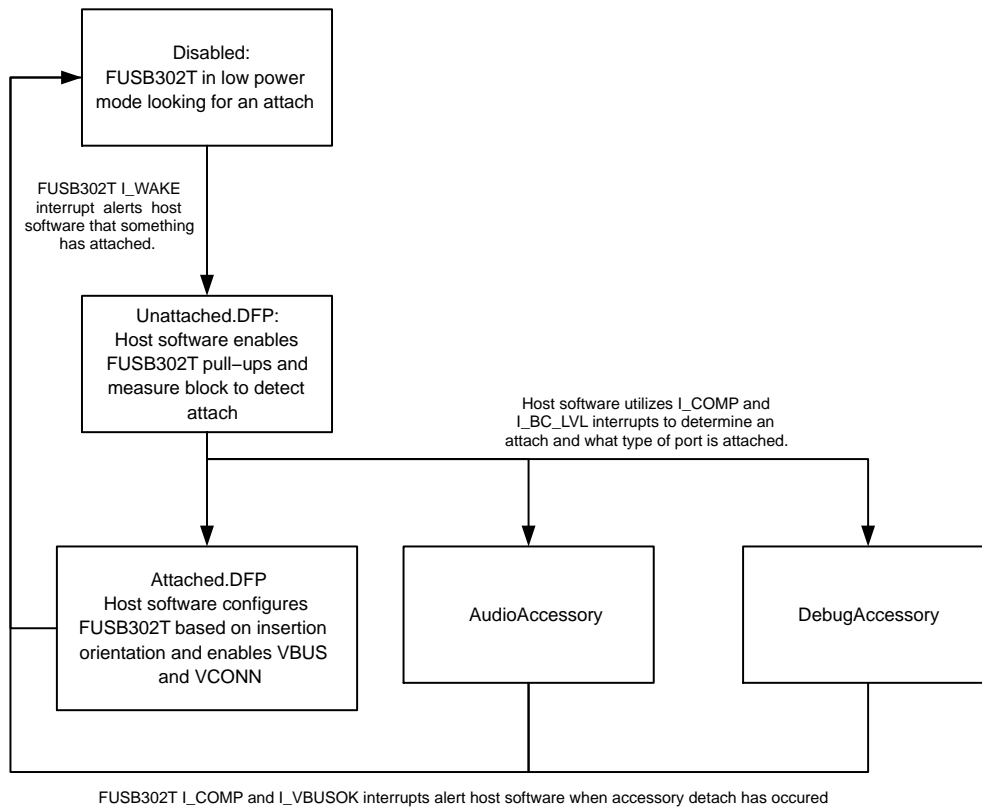 Disabled:
FUSB302T in low power
mode looking for an attach
FUSB302T I_WAKE
interrupt alerts host
software that something
has attached.
Unattached.DFP:
Host software enables
FUSB302T pull−ups and
measure block to detect
attach
Host software utilizes I_COMP and
I_BC_LVL interrupts to determine an
attach and what type of port is attached.
Attached.DFP
Host software configures
FUSB302T based on insertion
orientation and enables VBUS
and VCONN
AudioAccessory
DebugAccessory
FUSB302T I_COMP and I_VBUSOK interrupts alert host software when accessory detach has occured